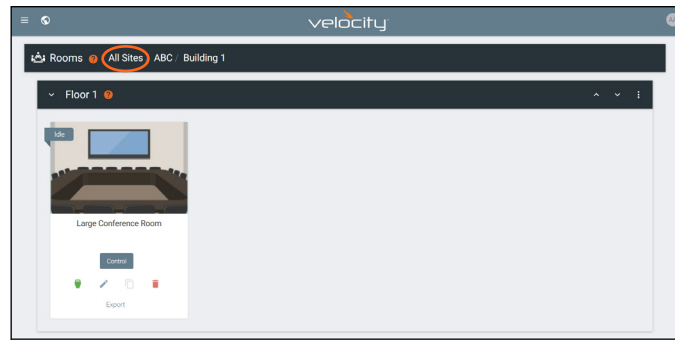 velocity
Rooms ? All Sites ABC / Building 1
Floor 1 ?
Idle
Large Conference Room
Control
Export